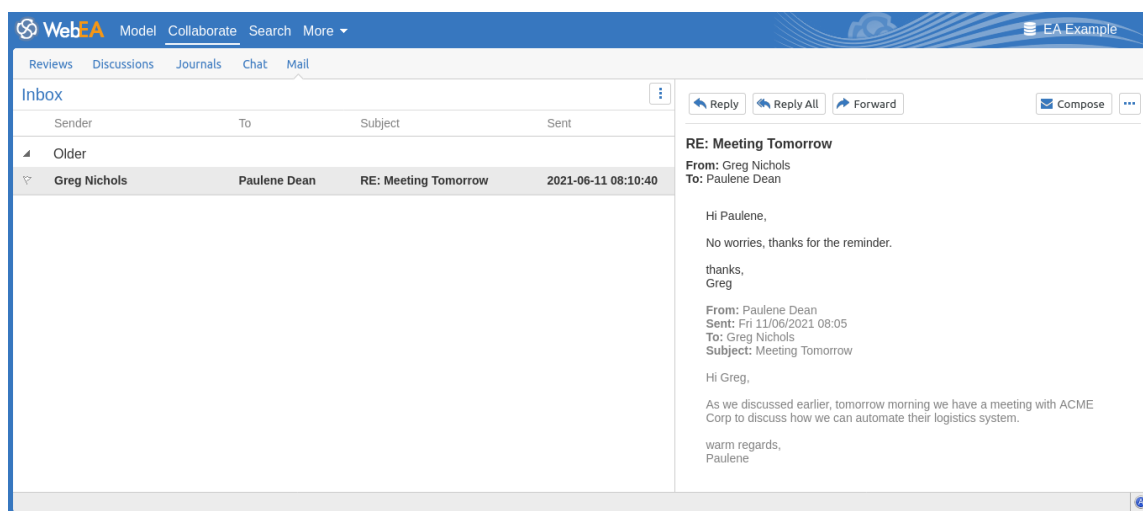 WebEA Model Collaborate Search More EA Example
Reviews Discussions Journals Chat Mail
Inbox
Sender To Subject Sent
Older
Greg Nichols Paulene Dean RE: Meeting Tomorrow 2021-06-11 08:10:40
Reply Reply All Forward Compose
RE: Meeting Tomorrow
From: Greg Nichols
To: Paulene Dean
Hi Paulene,
No worries, thanks for the reminder.
thanks,
Greg
From: Paulene Dean
Sent: Fri 11/06/2021 08:05
To: Greg Nichols
Subject: Meeting Tomorrow
Hi Greg,
As we discussed earlier, tomorrow morning we have a meeting with ACME
Corp to discuss how we can automate their logistics system.
warm regards,
Paulene